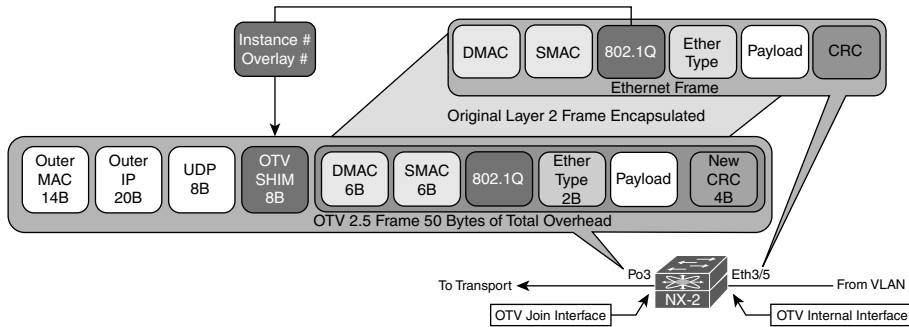 Instance #
Overlay #
DMAC
SMAC
802.1Q
Ether
Type
Payload
CRC
Ethernet Frame
Original Layer 2 Frame Encapsulated
Outer
MAC
14B
Outer
IP
20B
UDP
8B
OTV
SHIM
8B
DMAC
6B
SMAC
6B
802.1Q
Ether
Type
2B
Payload
New
CRC
4B
OTV 2.5 Frame 50 Bytes of Total Overhead
Po3
Eth3/5
To Transport
From VLAN
NX-2
OTV Join Interface
OTV Internal Interface